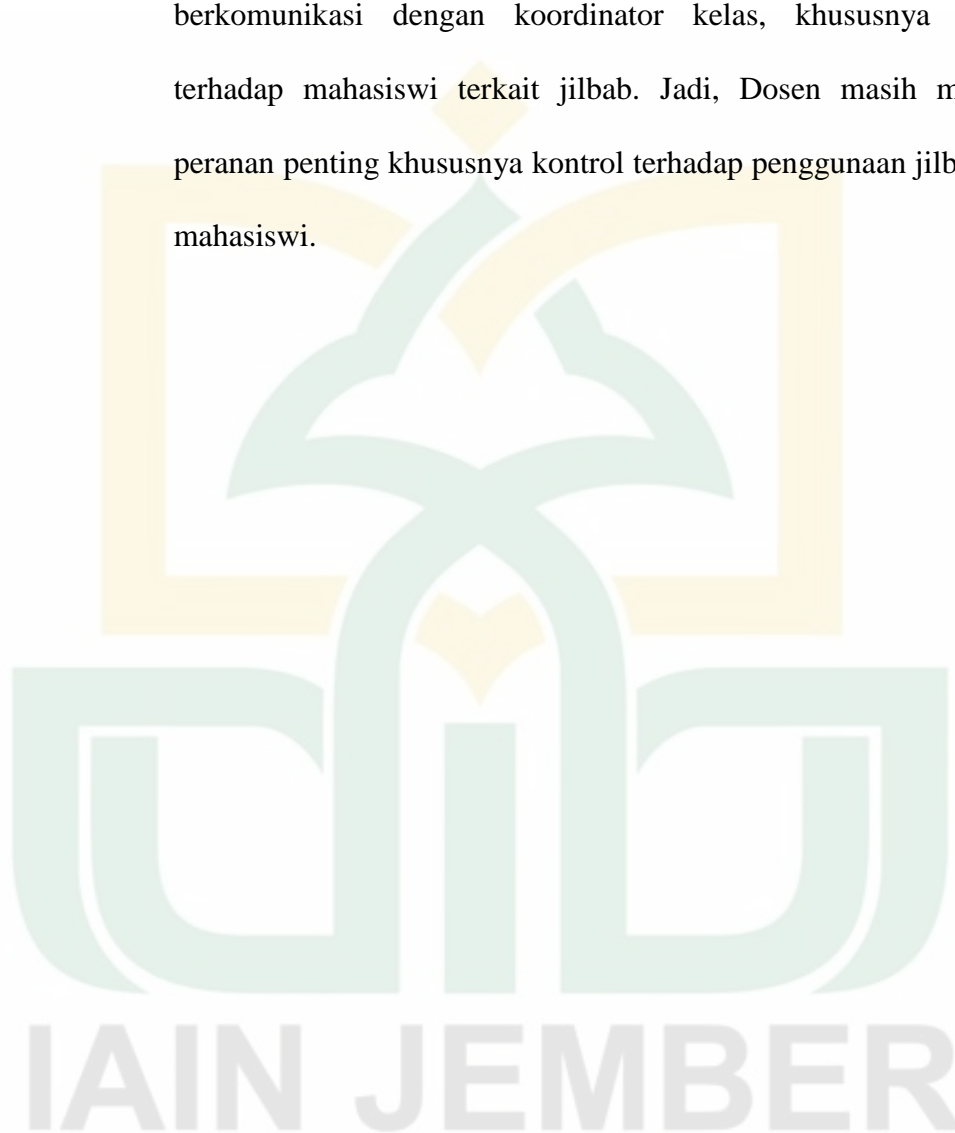 berkomunikasi dengan koordinator kelas, khususnya
terhadap mahasiswi terkait jilbab. Jadi, Dosen masih
peranan penting khususnya kontrol terhadap penggunaan
mahasiswi.
IAIN JEMBER